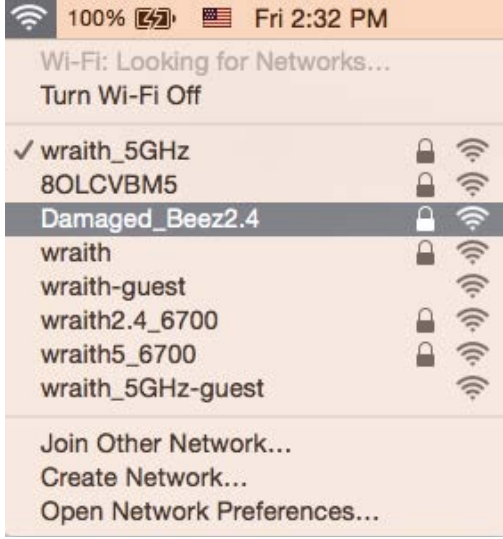 100% Fri 2:32 PM
Wi-Fi: Looking for Networks...
Turn Wi-Fi Off
wraith_5GHz
8OLCVBM5
Damaged_Beez2.4
wraith
wraith-guest
wraith2.4_6700
wraith5_6700
wraith_5GHz-guest
Join Other Network...
Create Network...
Open Network Preferences...